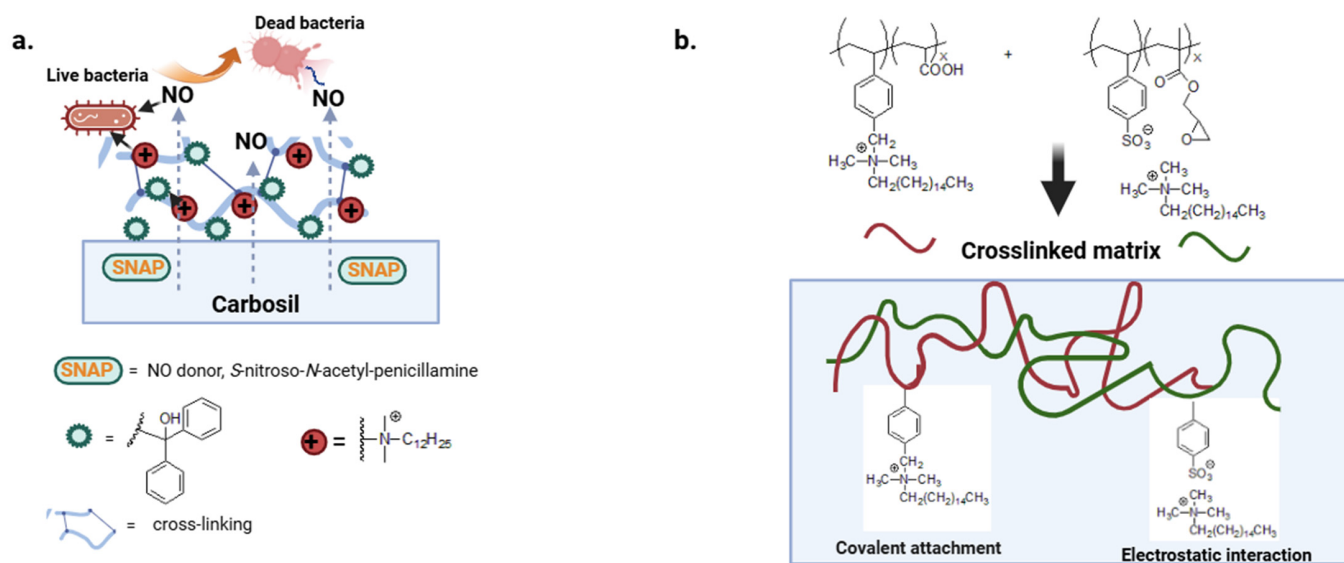 a.
Dead bacteria
Live bacteria
NO
NO
NO
SNAP
SNAP
Carbosil
SNAP = NO donor, S-nitroso-N-acetyl-penicillamine
= OH
+ = N⊕–C₁₂H₂₅
= cross-linking
b.
x
COOH
+
x
O
O
O
SO₃⊖
CH₂
⊕
H₃C–N–CH₃
CH₂(CH₂)₁₄CH₃
CH₃
⊕
H₃C–N–CH₃
CH₂(CH₂)₁₄CH₃
Crosslinked matrix
CH₂
⊕
H₃C–N–CH₃
CH₂(CH₂)₁₄CH₃
Covalent attachment
SO₃⊖
CH₃
⊕
H₃C–N–CH₃
CH₂(CH₂)₁₄CH₃
Electrostatic interaction